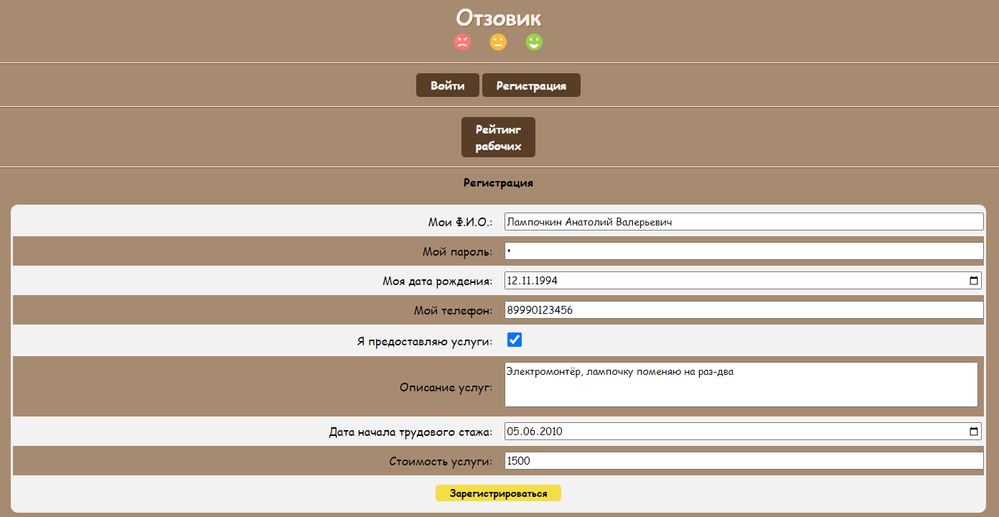 Отзовик
Войти Регистрация
Рейтинг
рабочих
Регистрация
Мои Ф.И.О.: Лампочкин Анатолий Валерьевич
Мой пароль: •
Моя дата рождения: 12.11.1994
Мой телефон: 89990123456
Я предоставляю услуги:
Описание услуг: Электромонтёр, лампочку поменяю на раз-два
Дата начала трудового стажа: 05.06.2010
Стоимость услуги: 1500
Зарегистрироваться